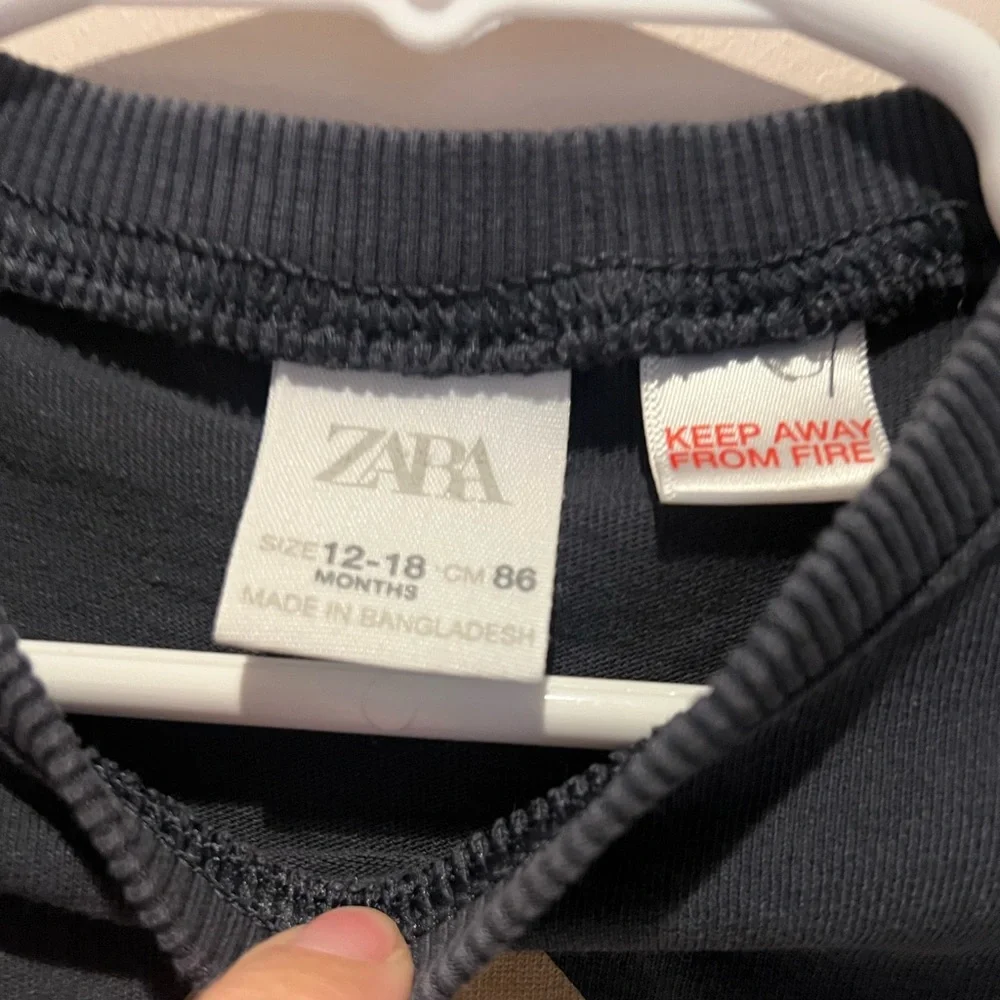 ZARA
SIZE 12-18 CM 86
MONTHS
MADE IN BANGLADESH
KEEP AWAY
FROM FIRE